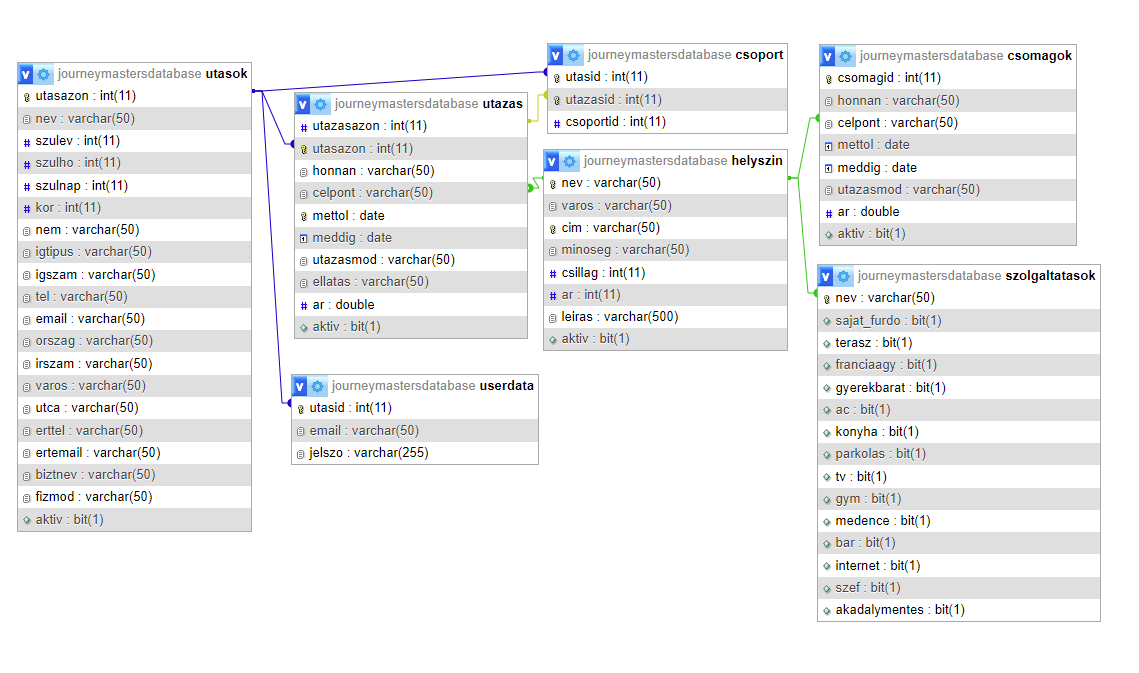 journeymastersdatabase utasok
utasazon : int(11)
nev : varchar(50)
szulev : int(11)
szulho : int(11)
szulnap : int(11)
kor : int(11)
nem : varchar(50)
igtipus : varchar(50)
igszam : varchar(50)
tel : varchar(50)
email : varchar(50)
orszag : varchar(50)
irszam : varchar(50)
varos : varchar(50)
utca : varchar(50)
erttel : varchar(50)
ertemail : varchar(50)
biztnev : varchar(50)
fizmod : varchar(50)
aktiv : bit(1)
journeymastersdatabase utazas
utazasazon : int(11)
utasazon : int(11)
honnan : varchar(50)
celpont : varchar(50)
mettol : date
meddig : date
utazasmod : varchar(50)
ellatas : varchar(50)
ar : double
aktiv : bit(1)
journeymastersdatabase userdata
utasid : int(11)
email : varchar(50)
jelszo : varchar(255)
journeymastersdatabase csoport
utasid : int(11)
utazasid : int(11)
csoportid : int(11)
journeymastersdatabase helyszin
nev : varchar(50)
varos : varchar(50)
cim : varchar(50)
minoseg : varchar(50)
csillag : int(11)
ar : int(11)
leiras : varchar(500)
aktiv : bit(1)
journeymastersdatabase csomagok
csomagid : int(11)
honnan : varchar(50)
celpont : varchar(50)
mettol : date
meddig : date
utazasmod : varchar(50)
ar : double
aktiv : bit(1)
journeymastersdatabase szolgaltatasok
nev : varchar(50)
sajat_furdo : bit(1)
terasz : bit(1)
franciaagy : bit(1)
gyerekbarat : bit(1)
ac : bit(1)
konyha : bit(1)
parkolas : bit(1)
tv : bit(1)
gym : bit(1)
medence : bit(1)
bar : bit(1)
internet : bit(1)
szef : bit(1)
akadalymentes : bit(1)